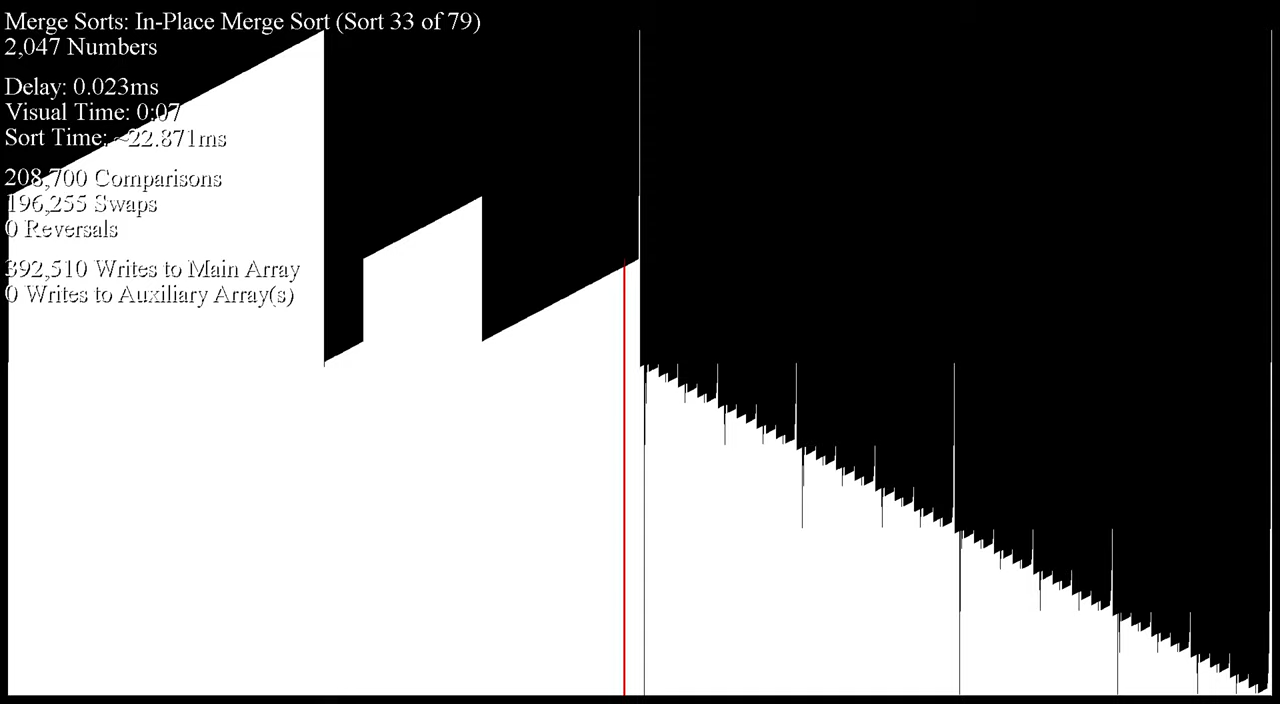 Merge Sorts: In-Place Merge Sort (Sort 33 of 79)
2,047 Numbers
Delay: 0.023ms
Visual Time: 0:07
Sort Time: ~22.871ms
208,700 Comparisons
196,255 Swaps
0 Reversals
392,510 Writes to Main Array
0 Writes to Auxiliary Array(s)